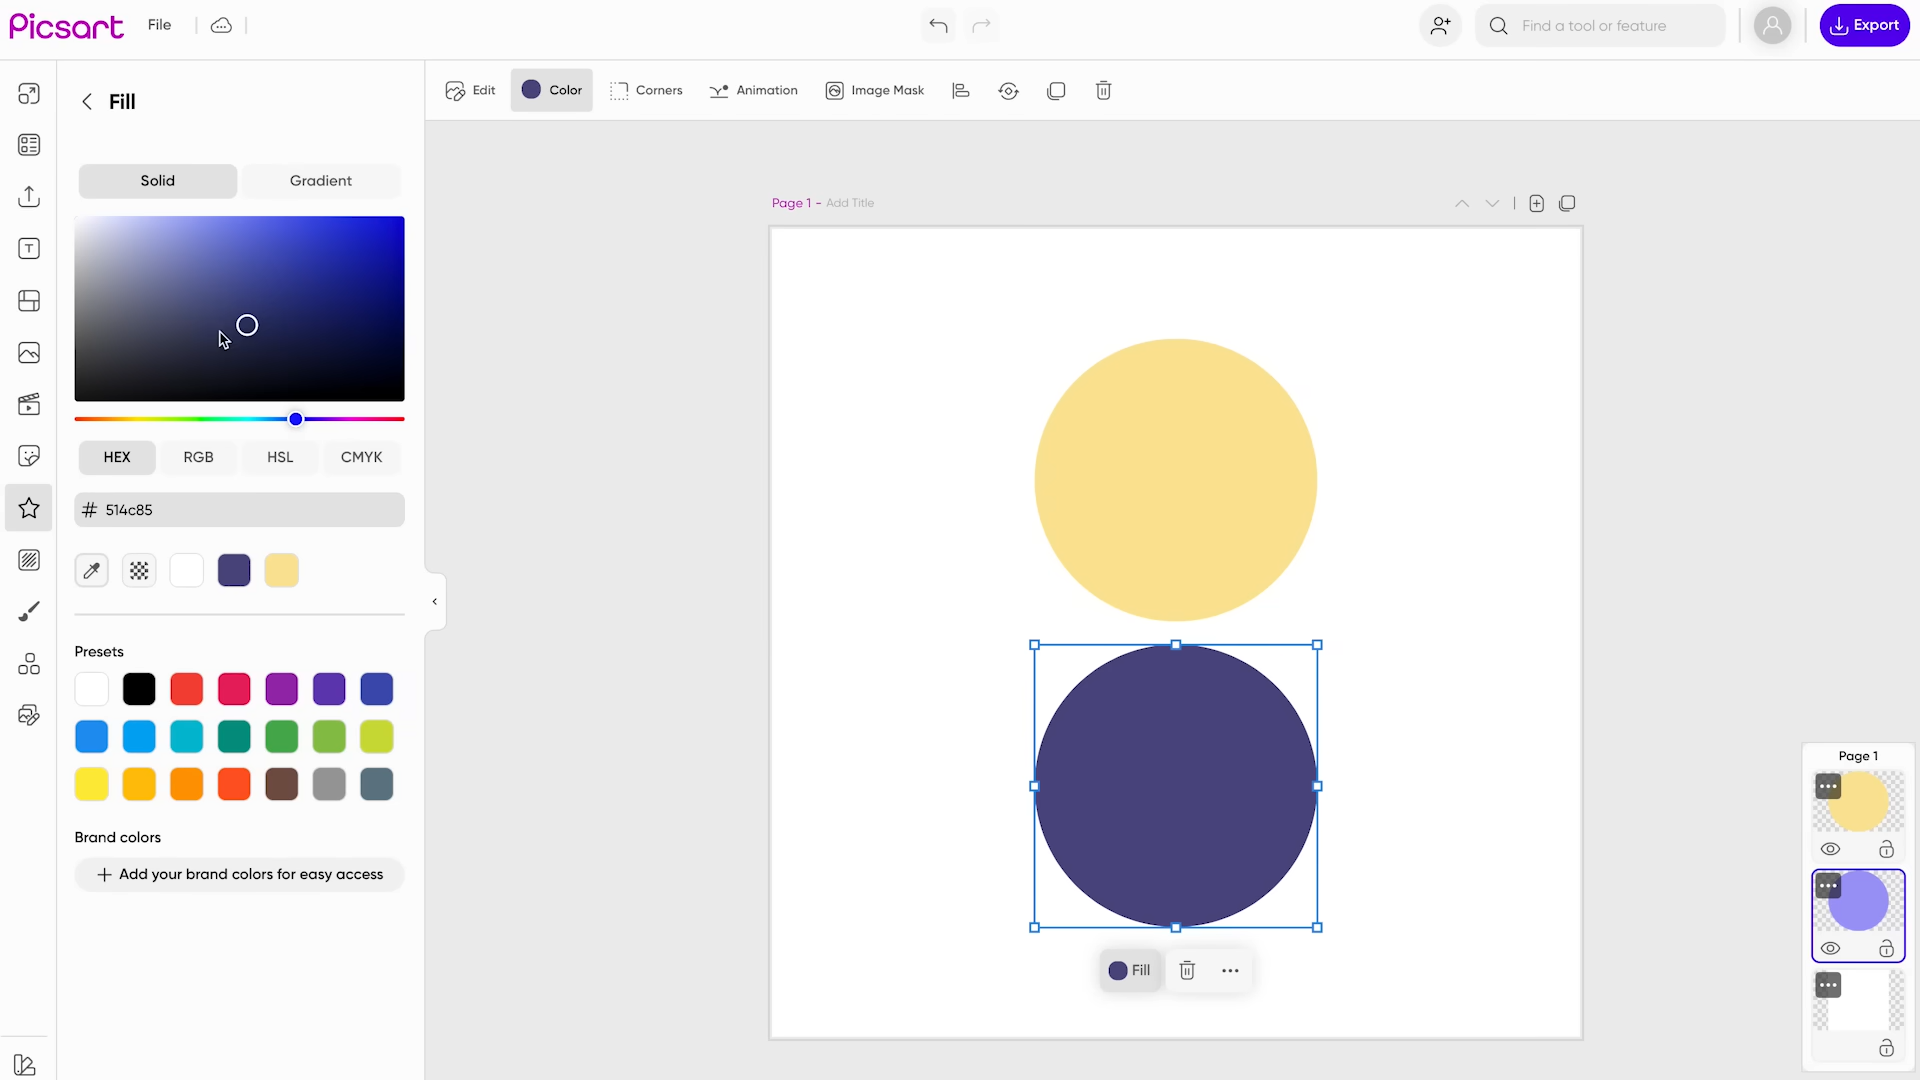 Picsart File
Find a tool or feature
Export
Fill
Edit Color Corners Animation Image Mask
Solid Gradient
Page 1 - Add Title
HEX RGB HSL CMYK
# 514c85
Presets
Brand colors
+ Add your brand colors for easy access
Fill
Page 1